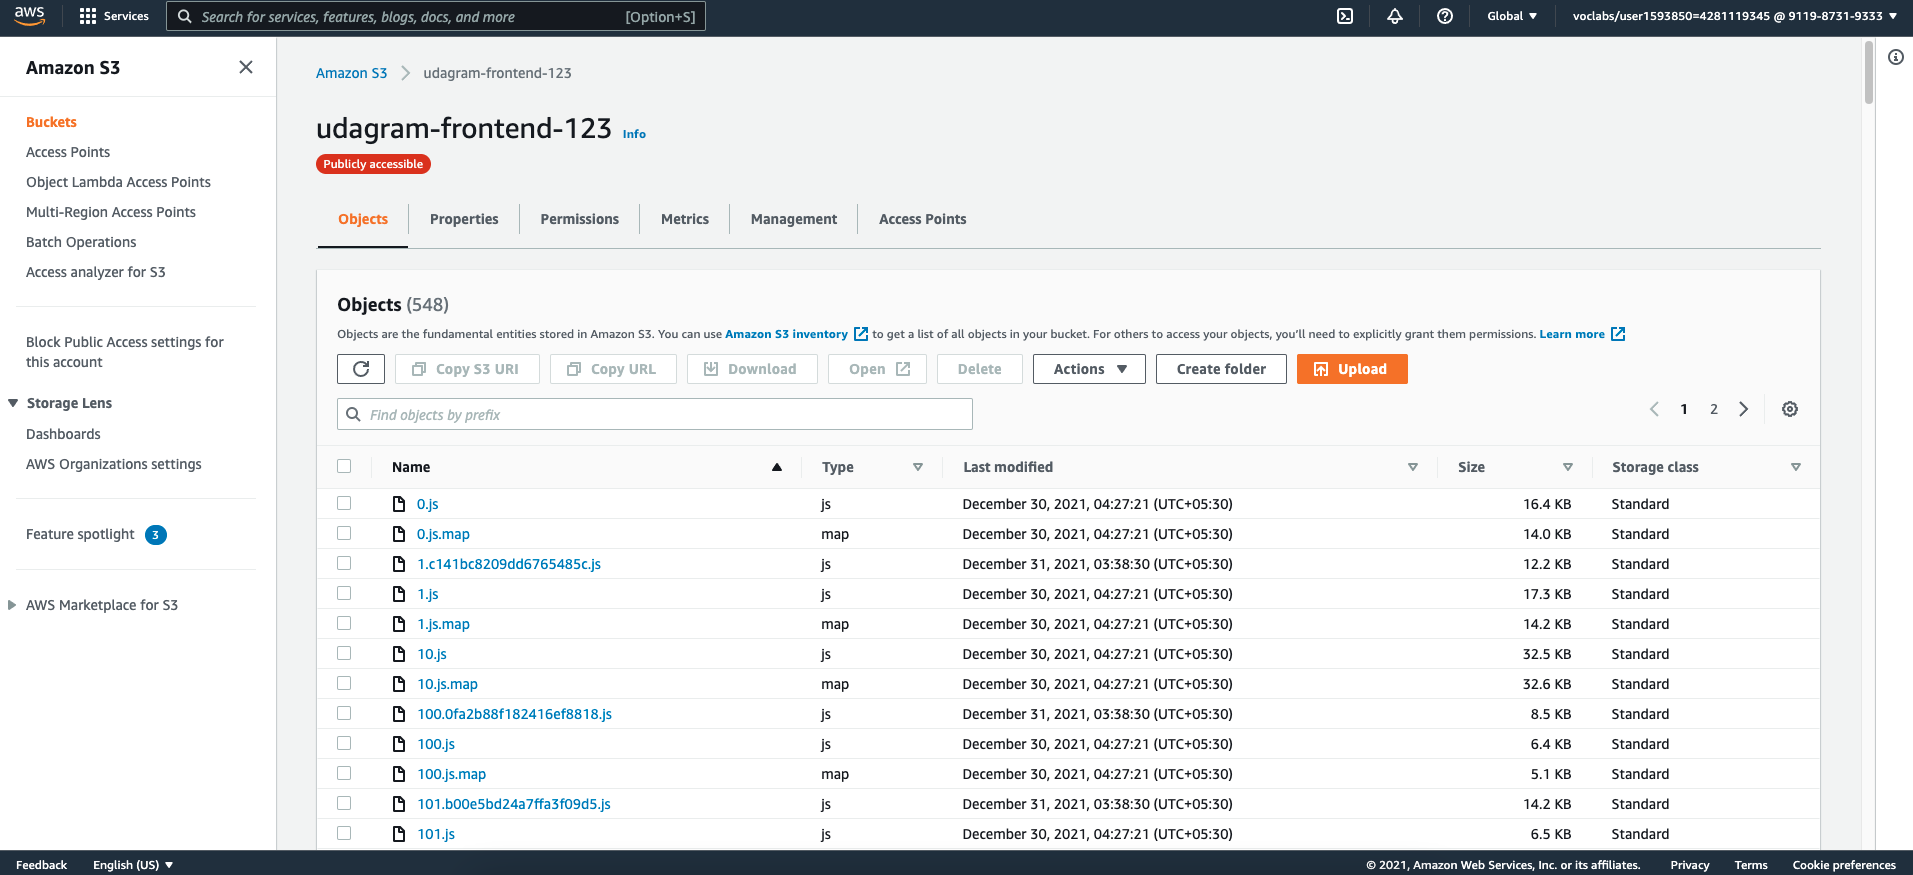 aws Services Search for services, features, blogs, docs, and more [Option+S] Global voclabs/user1593850=4281119345 @ 9119-8731-9333
Amazon S3
Buckets
Access Points
Object Lambda Access Points
Multi-Region Access Points
Batch Operations
Access analyzer for S3
Block Public Access settings for
this account
Storage Lens
Dashboards
AWS Organizations settings
Feature spotlight 3
AWS Marketplace for S3
Amazon S3 udagram-frontend-123
udagram-frontend-123 Info
Publicly accessible
Objects Properties Permissions Metrics Management Access Points
Objects (548)
Objects are the fundamental entities stored in Amazon S3. You can use Amazon S3 inventory to get a list of all objects in your bucket. For others to access your objects, you'll need to explicitly grant them permissions. Learn more
Copy S3 URI Copy URL Download Open Delete Actions Create folder Upload
Find objects by prefix 1 2
Name Type Last modified Size Storage class
0.js js December 30, 2021, 04:27:21 (UTC+05:30) 16.4 KB Standard
0.js.map map December 30, 2021, 04:27:21 (UTC+05:30) 14.0 KB Standard
1.c141bc8209dd6765485c.js js December 31, 2021, 03:38:30 (UTC+05:30) 12.2 KB Standard
1.js js December 30, 2021, 04:27:21 (UTC+05:30) 17.3 KB Standard
1.js.map map December 30, 2021, 04:27:21 (UTC+05:30) 14.2 KB Standard
10.js js December 30, 2021, 04:27:21 (UTC+05:30) 32.5 KB Standard
10.js.map map December 30, 2021, 04:27:21 (UTC+05:30) 32.6 KB Standard
100.0fa2b88f182416ef8818.js js December 31, 2021, 03:38:30 (UTC+05:30) 8.5 KB Standard
100.js js December 30, 2021, 04:27:21 (UTC+05:30) 6.4 KB Standard
100.js.map map December 30, 2021, 04:27:21 (UTC+05:30) 5.1 KB Standard
101.b00e5bd24a7ffa3f09d5.js js December 31, 2021, 03:38:30 (UTC+05:30) 14.2 KB Standard
101.js js December 30, 2021, 04:27:21 (UTC+05:30) 6.5 KB Standard
Feedback English (US) © 2021, Amazon Web Services, Inc. or its affiliates. Privacy Terms Cookie preferences